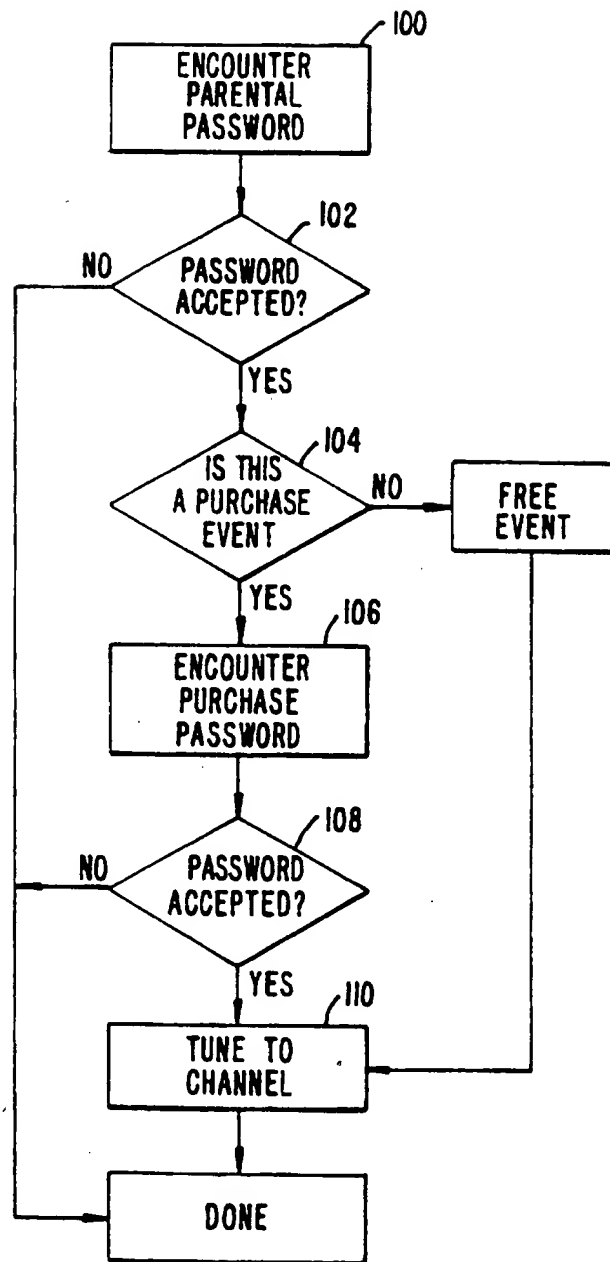 100
ENCOUNTER
PARENTAL
PASSWORD
102
NO
PASSWORD
ACCEPTED?
YES
104
IS THIS
A PURCHASE
EVENT
NO
FREE
EVENT
YES
106
ENCOUNTER
PURCHASE
PASSWORD
108
NO
PASSWORD
ACCEPTED?
YES
110
TUNE TO
CHANNEL
DONE